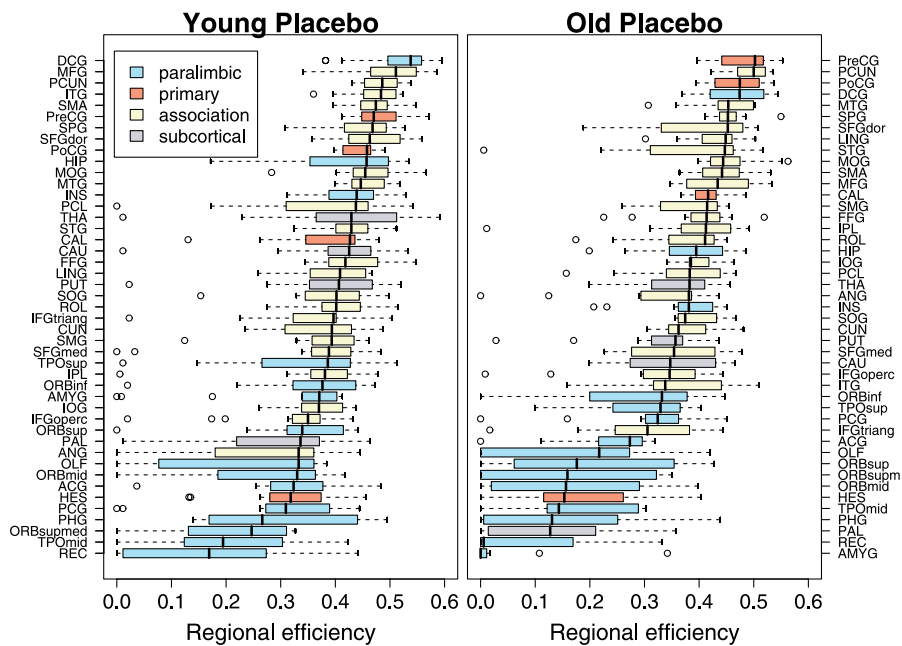 Young Placebo
DCG
MFG
PCUN
ITG
SMA
PreCG
SPG
SFGdor
PoCG
HIP
MOG
MTG
INS
PCL
THA
STG
CAL
CAU
FFG
LING
PUT
SOG
ROL
IFGtriang
CUN
SMG
SFGmed
TPOsup
IPL
ORBinf
AMYG
IOG
IFGoperc
ORBsup
PAL
ANG
OLF
ORBmid
ACG
HES
PCG
PHG
ORBsupmed
TPOmid
REC
paralimbic
primary
association
subcortical
0.0 0.1 0.2 0.3 0.4 0.5 0.6
Regional efficiency
Old Placebo
PreCG
PCUN
PoCG
DCG
MTG
SPG
SFGdor
LING
STG
MOG
SMA
MFG
CAL
SMG
FFG
IPL
ROL
HIP
IOG
PCL
THA
ANG
INS
SOG
CUN
PUT
SFGmed
CAU
IFGoperc
ITG
ORBinf
TPOsup
PCG
IFGtriang
ACG
OLF
ORBsup
ORBsupm
ORBmid
HES
TPOmid
PHG
PAL
REC
AMYG
0.0 0.1 0.2 0.3 0.4 0.5 0.6
Regional efficiency